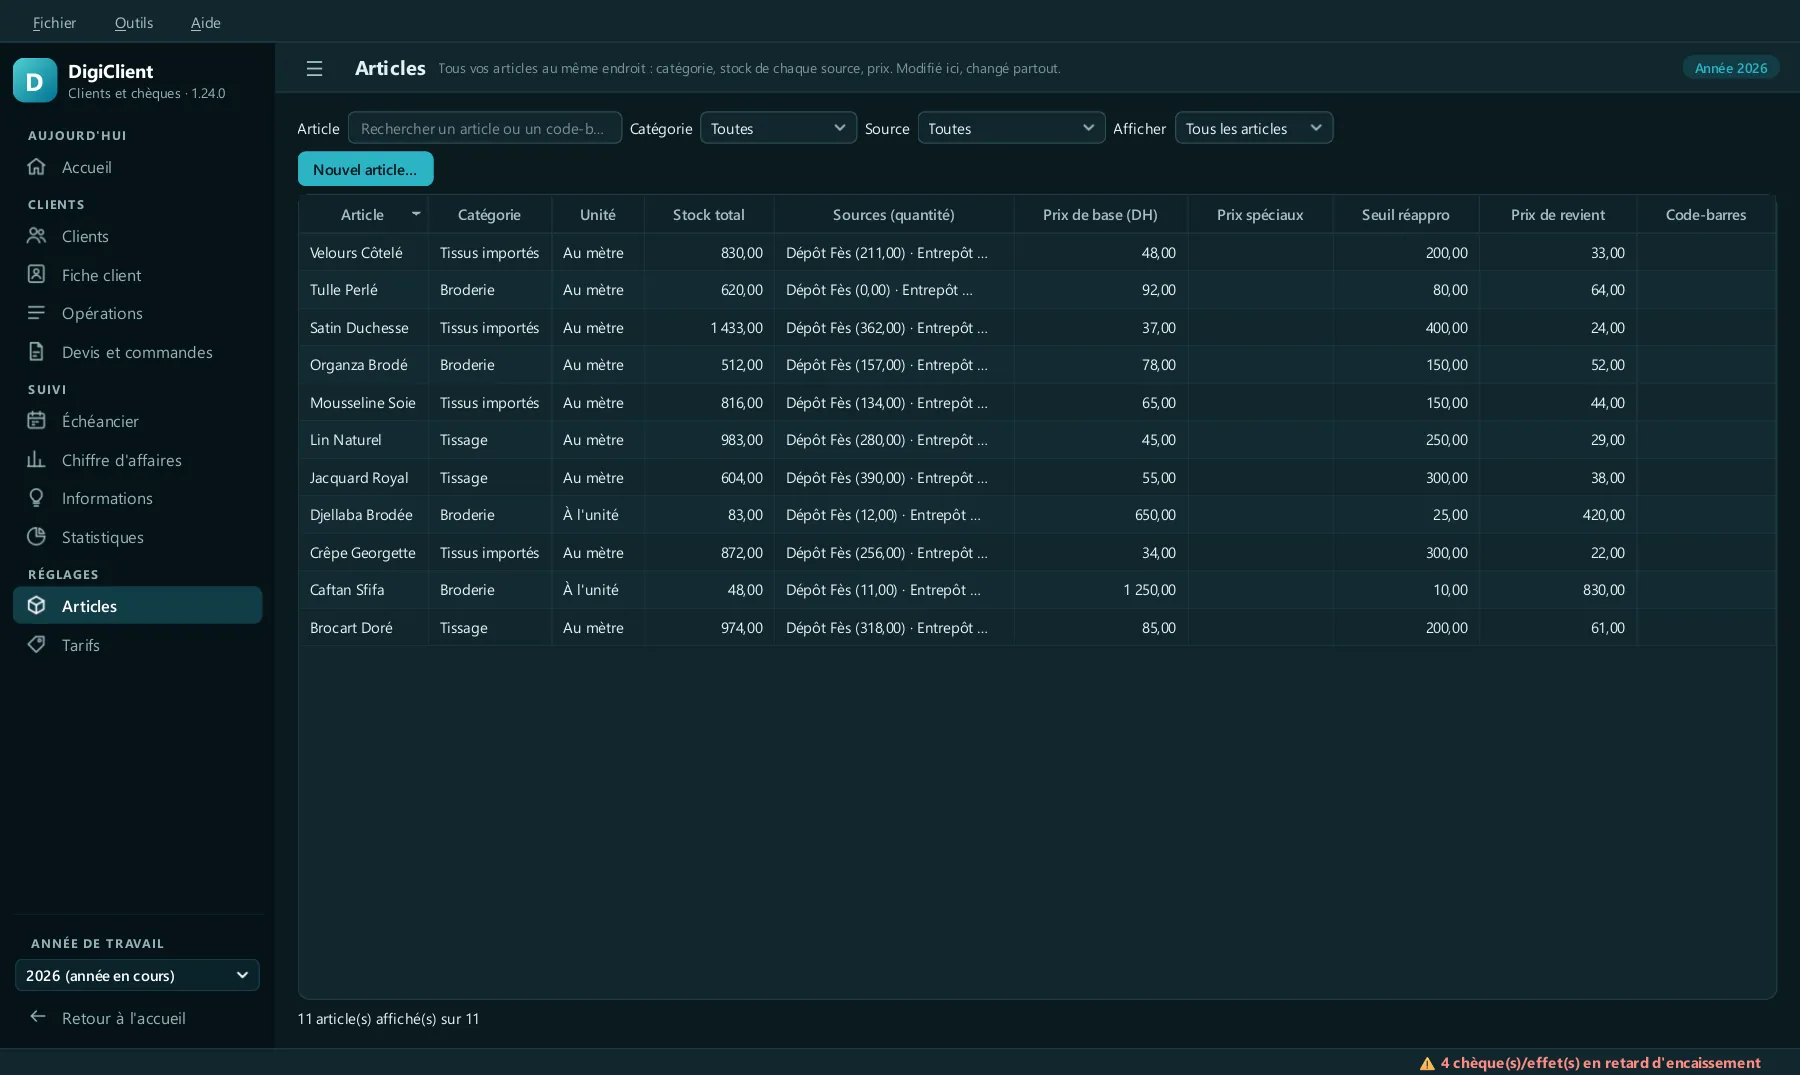 Fichier Outils Aide
DigiClient
Clients et chèques · 1.24.0
AUJOURD'HUI
Accueil
CLIENTS
Clients
Fiche client
Opérations
Devis et commandes
SUIVI
Échéancier
Chiffre d'affaires
Informations
Statistiques
RÉGLAGES
Articles
Tarifs
ANNÉE DE TRAVAIL
2026 (année en cours)
Retour à l'accueil
Articles Tous vos articles au même endroit : catégorie, stock de chaque source, prix. Modifié ici, changé partout. Année 2026
Article Rechercher un article ou un code-b... Catégorie Toutes Source Toutes Afficher Tous les articles
Nouvel article...
Article Catégorie Unité Stock total Sources (quantité) Prix de base (DH) Prix spéciaux Seuil réappro Prix de revient Code-barres
Velours Côtelé Tissus importés Au mètre 830,00 Dépôt Fès (211,00) · Entrepôt ... 48,00 200,00 33,00
Tulle Perlé Broderie Au mètre 620,00 Dépôt Fès (0,00) · Entrepôt ... 92,00 80,00 64,00
Satin Duchesse Tissus importés Au mètre 1 433,00 Dépôt Fès (362,00) · Entrepôt ... 37,00 400,00 24,00
Organza Brodé Broderie Au mètre 512,00 Dépôt Fès (157,00) · Entrepôt ... 78,00 150,00 52,00
Mousseline Soie Tissus importés Au mètre 816,00 Dépôt Fès (134,00) · Entrepôt ... 65,00 150,00 44,00
Lin Naturel Tissage Au mètre 983,00 Dépôt Fès (280,00) · Entrepôt ... 45,00 250,00 29,00
Jacquard Royal Tissage Au mètre 604,00 Dépôt Fès (390,00) · Entrepôt ... 55,00 300,00 38,00
Djellaba Brodée Broderie À l'unité 83,00 Dépôt Fès (12,00) · Entrepôt ... 650,00 25,00 420,00
Crêpe Georgette Tissus importés Au mètre 872,00 Dépôt Fès (256,00) · Entrepôt ... 34,00 300,00 22,00
Caftan Sfifa Broderie À l'unité 48,00 Dépôt Fès (11,00) · Entrepôt ... 1 250,00 10,00 830,00
Brocart Doré Tissage Au mètre 974,00 Dépôt Fès (318,00) · Entrepôt ... 85,00 200,00 61,00
11 article(s) affiché(s) sur 11
4 chèque(s)/effet(s) en retard d'encaissement